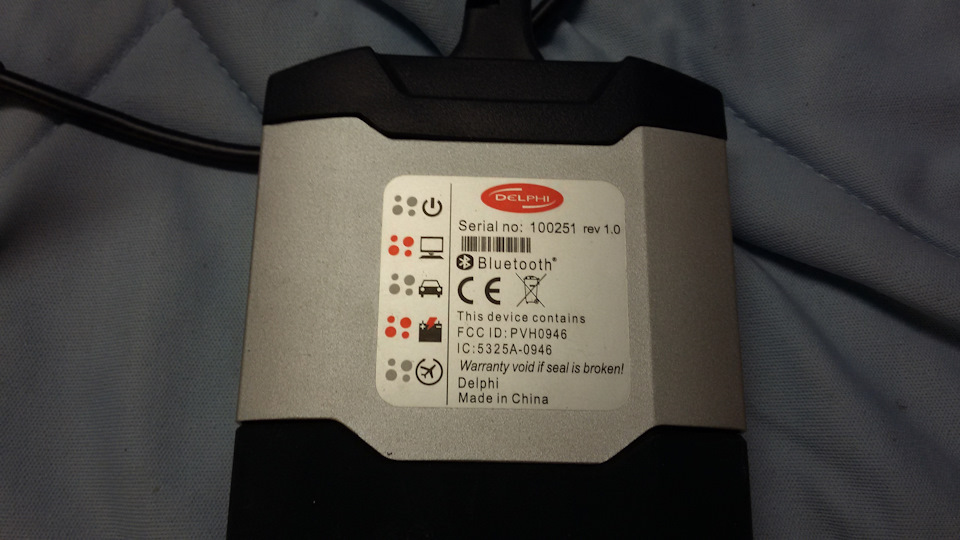 DELPHI
Serial no: 100251 rev 1.0
Bluetooth®
CE
This device contains
FCC ID: PVH0946
IC:5325A-0946
Warranty void if seal is broken!
Delphi
Made in China